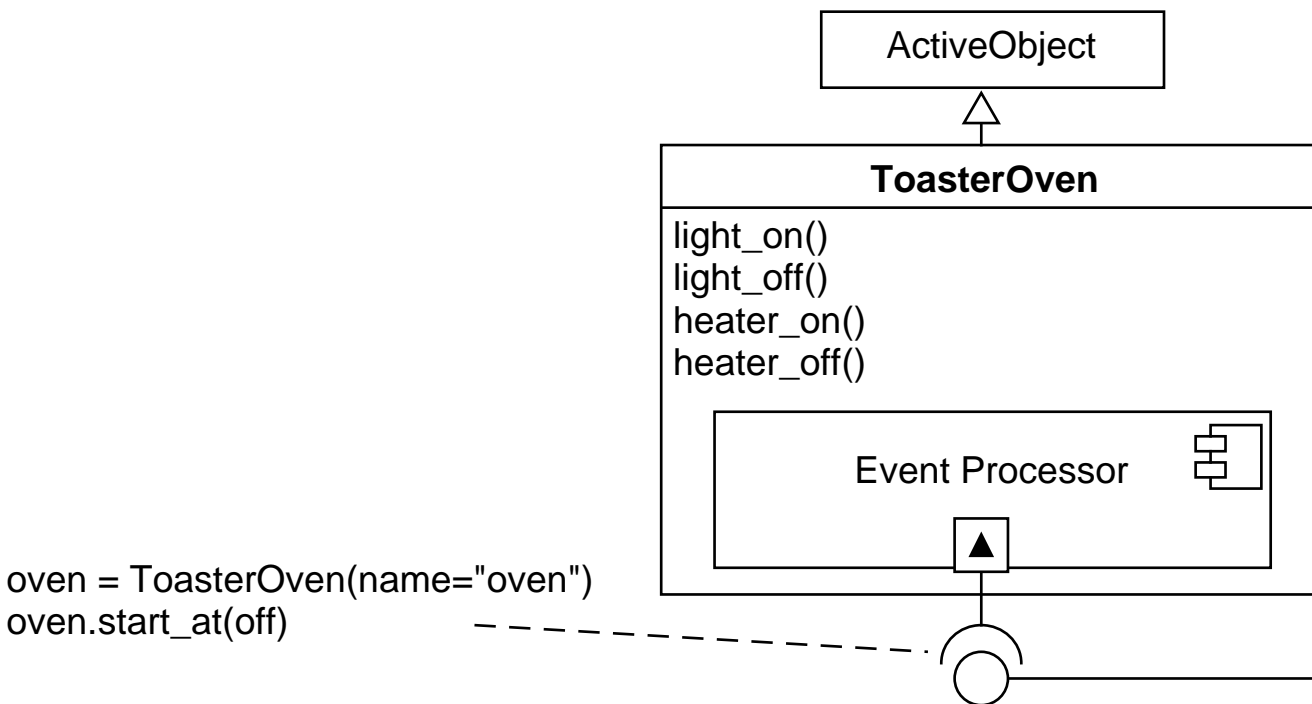 ActiveObject
ToasterOven
light_on()
light_off()
heater_on()
heater_off()
Event Processor
oven = ToasterOven(name="oven")
oven.start_at(off)